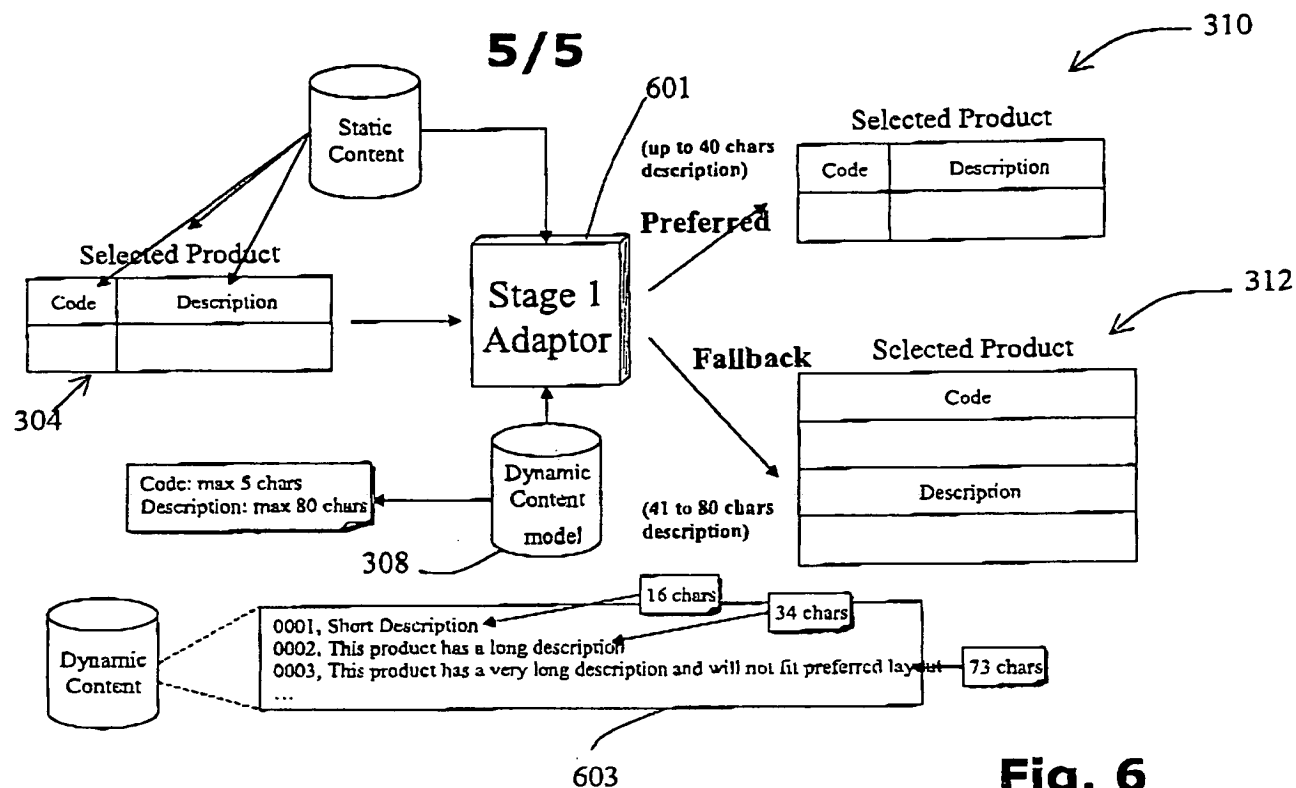 5/5
310
601
Static
Content
(up to 40 chars
description)
Selected Product
Code Description
Preferred
Selected Product
Code Description
Stage 1
Adaptor
312
Fallback
Selected Product
Code
Description
304
Code: max 5 chars
Description: max 80 chars
Dynamic
Content
model
(41 to 80 chars
description)
308
16 chars
34 chars
Dynamic
Content
0001, Short Description
0002, This product has a long description
0003, This product has a very long description and will not fit preferred layout
...
73 chars
603
Fig. 6